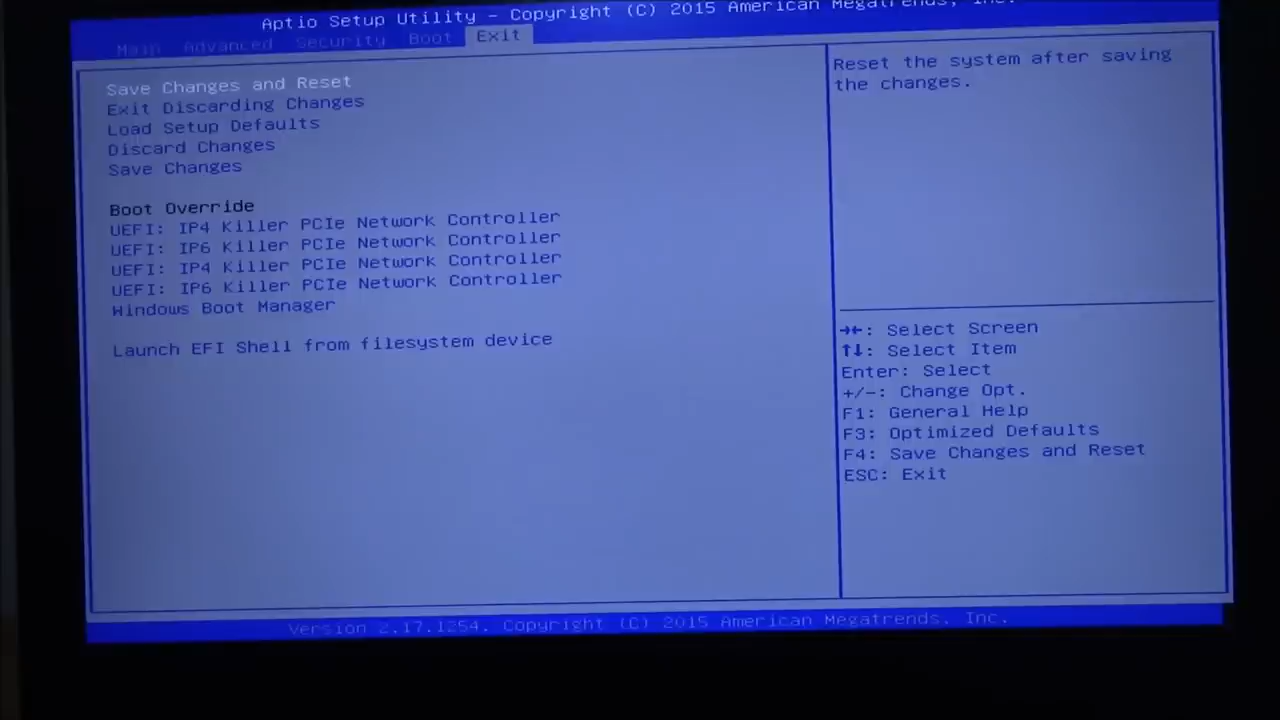 Aptio Setup Utility – Copyright (C) 2015 American Megatrends, Inc.
Main Advanced Security Boot Exit
Save Changes and Reset
Exit Discarding Changes
Load Setup Defaults
Discard Changes
Save Changes
Boot Override
UEFI: IP4 Killer PCIe Network Controller
UEFI: IP6 Killer PCIe Network Controller
UEFI: IP4 Killer PCIe Network Controller
UEFI: IP6 Killer PCIe Network Controller
Windows Boot Manager
Launch EFI Shell from filesystem device
Reset the system after saving
the changes.
→←: Select Screen
↑↓: Select Item
Enter: Select
+/-: Change Opt.
F1: General Help
F3: Optimized Defaults
F4: Save Changes and Reset
ESC: Exit
Version 2.17.1254. Copyright (C) 2015 American Megatrends, Inc.